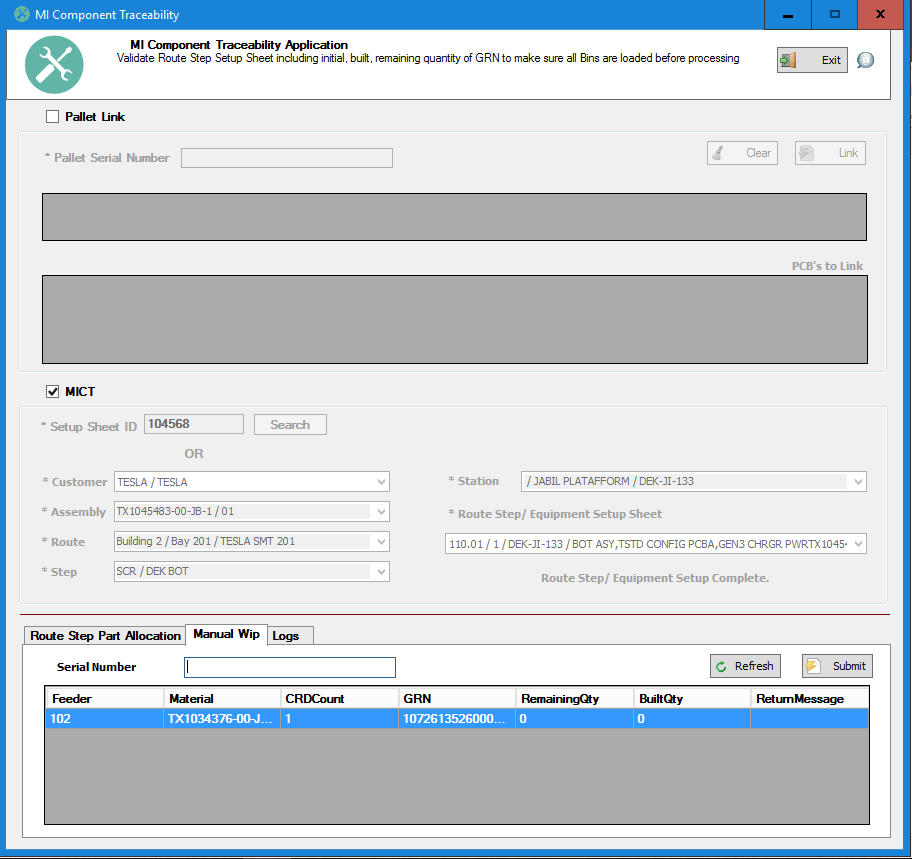 MI Component Traceability
MI Component Traceability Application
Validate Route Step Setup Sheet including initial, built, remaining quantity of GRN to make sure all Bins are loaded before processing
Exit
Pallet Link
* Pallet Serial Number
Clear
Link
PCB's to Link
MICT
* Setup Sheet ID 104568 Search
OR
* Customer TESLA / TESLA
* Station / JABIL PLATAFFORM / DEK-JI-133
* Assembly TX1045483-00-JB-1 / 01
* Route Step/ Equipment Setup Sheet
* Route Building 2 / Bay 201 / TESLA SMT 201
110.01 / 1 / DEK-JI-133 / BOT ASY,TSTD CONFIG PCBA,GEN3 CHRGR PWRTX1045
* Step SCR / DEK BOT
Route Step/ Equipment Setup Complete.
Route Step Part Allocation Manual Wip Logs
Serial Number
Refresh
Submit
Feeder Material CRDCount GRN RemainingQty BuiltQty ReturnMessage
102 TX1034376-00-J... 1 1072613526000... 0 0